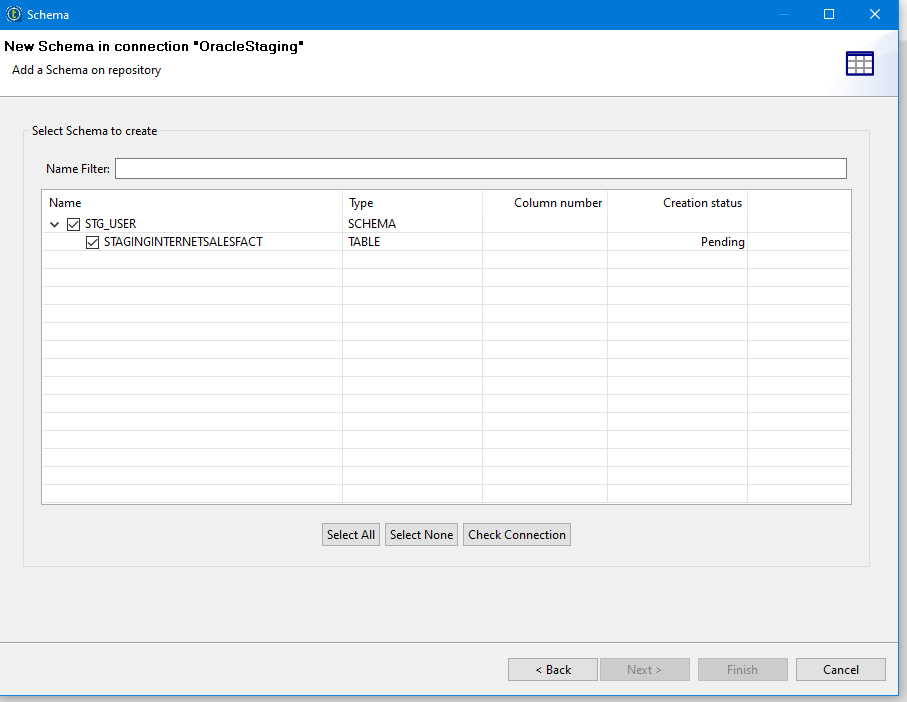 Schema
New Schema in connection "OracleStaging"
Add a Schema on repository
Select Schema to create
Name Filter:
Name Type Column number Creation status
STG_USER SCHEMA
STAGINGINTERNETSALESFACT TABLE Pending
Select All Select None Check Connection
< Back Next > Finish Cancel